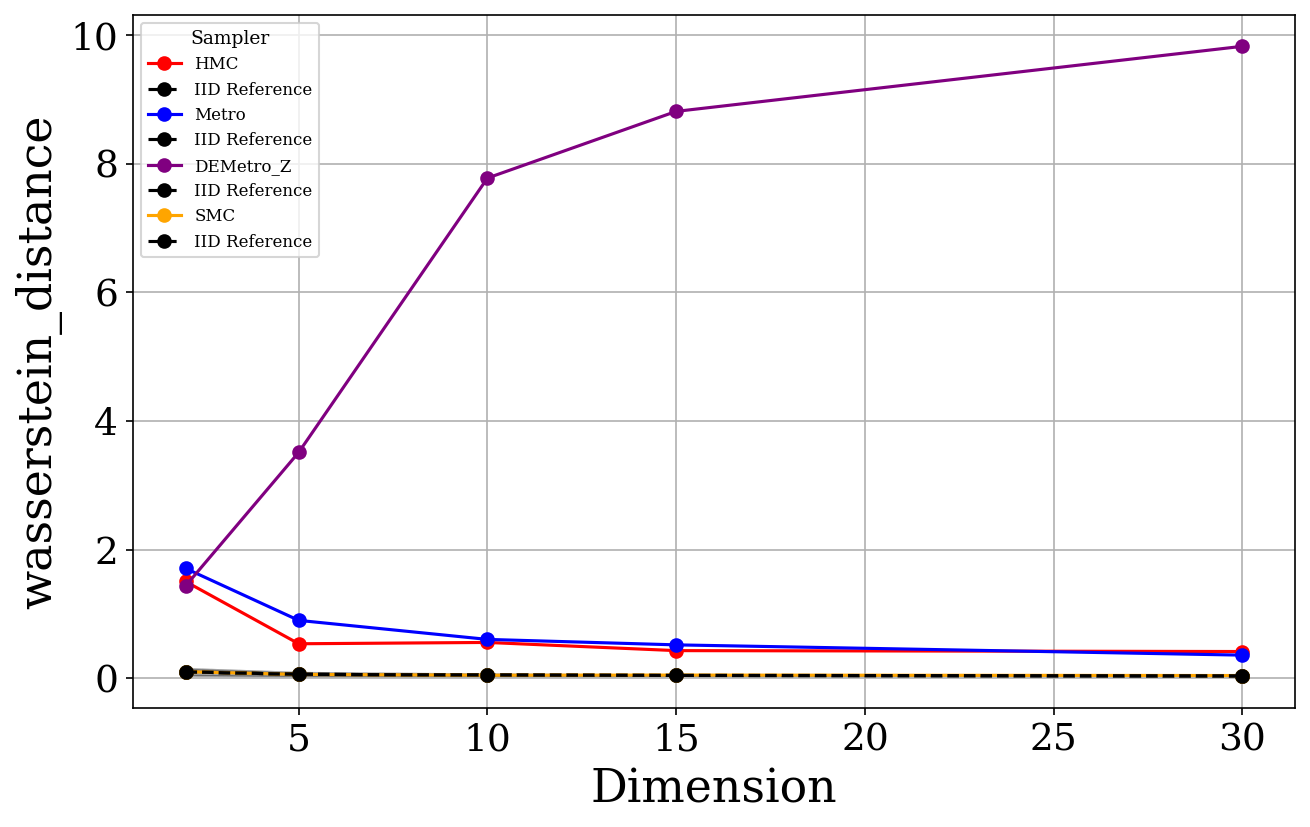 Sampler
HMC
IID Reference
Metro
IID Reference
DEMetro_Z
IID Reference
SMC
IID Reference
wasserstein_distance
10
8
6
4
2
0
5 10 15 20 25 30
Dimension